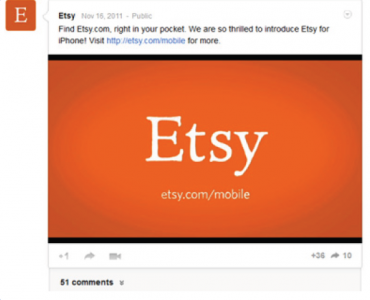 E
Etsy Nov 15, 2011 - Public
Find Etsy.com, right in your pocket. We are so thrilled to introduce Etsy for
iPhone! Visit http://etsy.com/mobile for more.
Etsy
etsy.com/mobile
+1 +36 10
51 comments